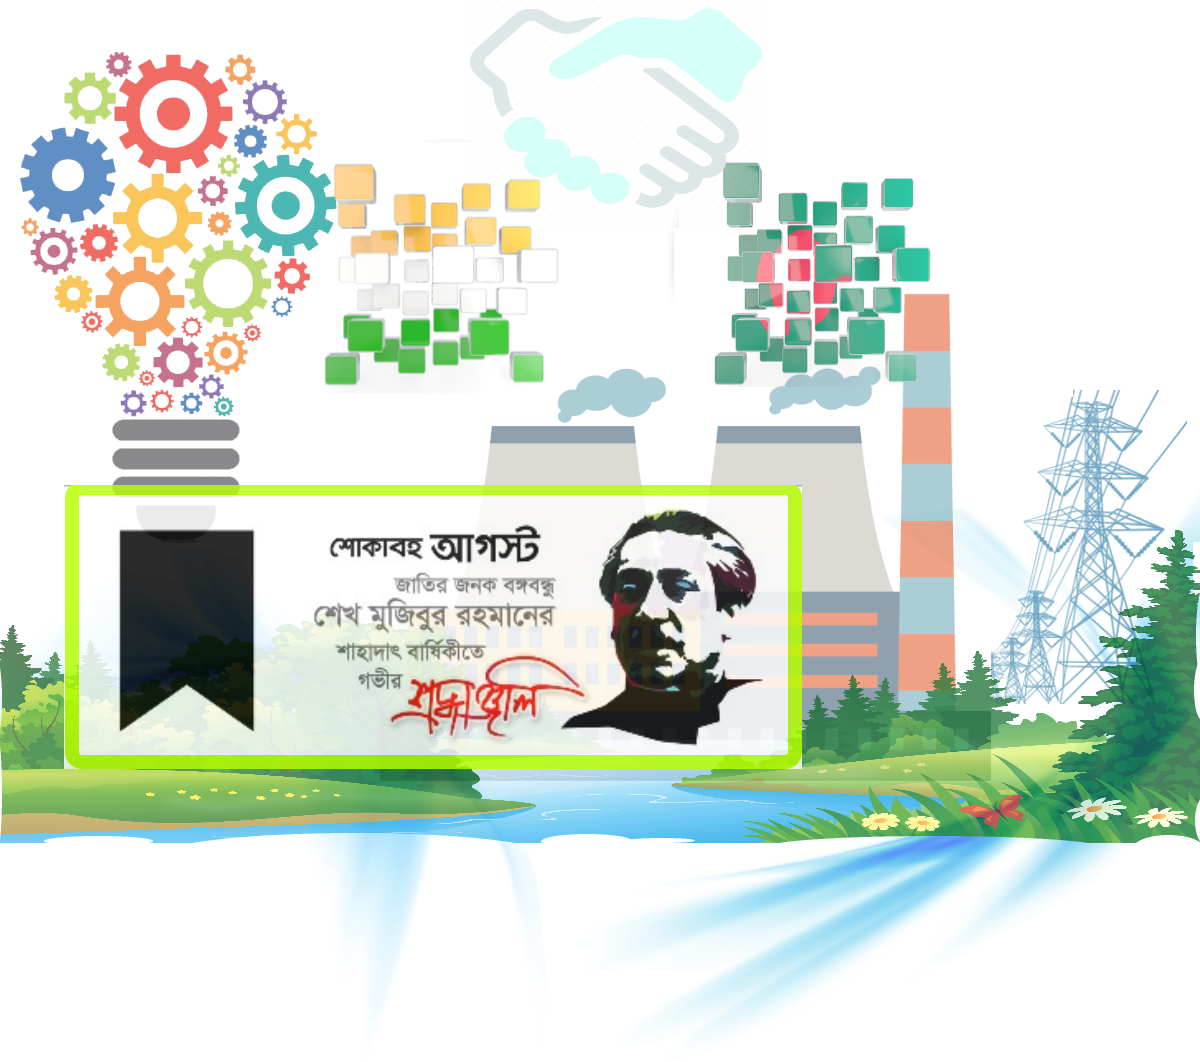 শোকাবহ আগস্ট
জাতির জনক বঙ্গবন্ধু
শেখ মুজিবুর রহমানের
শাহাদাৎ বার্ষিকীতে
গভীর শ্রদ্ধাঞ্জলি